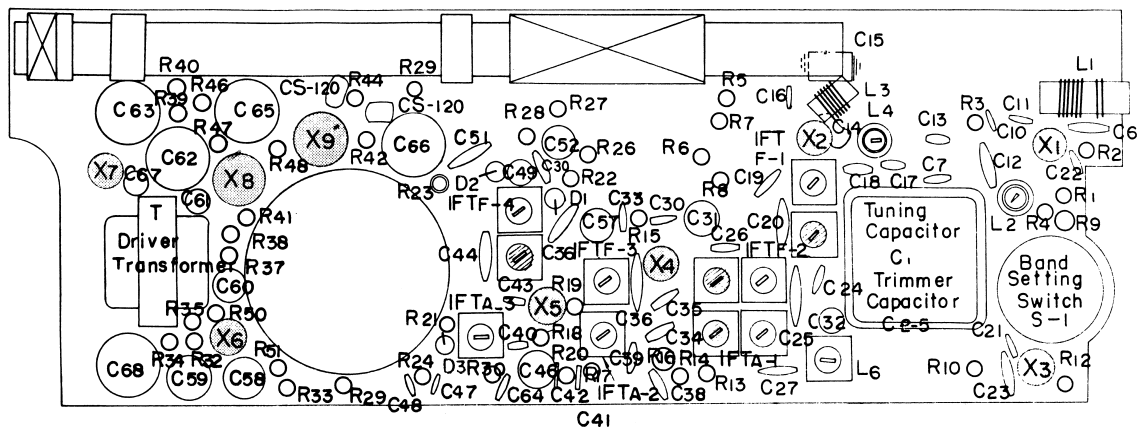 C15
L3
L4
L1
R40
R46
R39
C63
C65
CS-120
R44
R29
CS-120
R5
C16
R7
R28
R27
X2
C14
R3
C11
C10
C6
X1
R2
C13
X9
R47
R48
R42
C66
C51
C52
C30
R26
R6
IFT
F-1
X7
C62
C67
X8
C61
R23
D2
C49
R22
D1
R8
C19
C18
C17
C7
C12
C22
R1
R4
R9
L2
T
Driver
Transformer
R41
R38
R37
C60
IFTF-4
C44
C36
C57
C33
R15
C30
C31
C26
C20
IFTF-3
IFTF-2
X4
Tuning
Capacitor
C1
Trimmer
Capacitor
C2-5
C24
Band
Setting
Switch
S-1
C43
IFTA-3
X5
R19
C35
C36
C34
C32
C25
R35
R50
X6
R34
R32
R51
R21
C40
R18
R20
C39
R16
R14
IFTA-1
C21
C68
C59
C58
R33
R29
R24
D3
R30
C46
R17
IFTA-2
C38
R13
C27
L6
R10
C23
X3
R12
C48
C47
C64
C42
C41